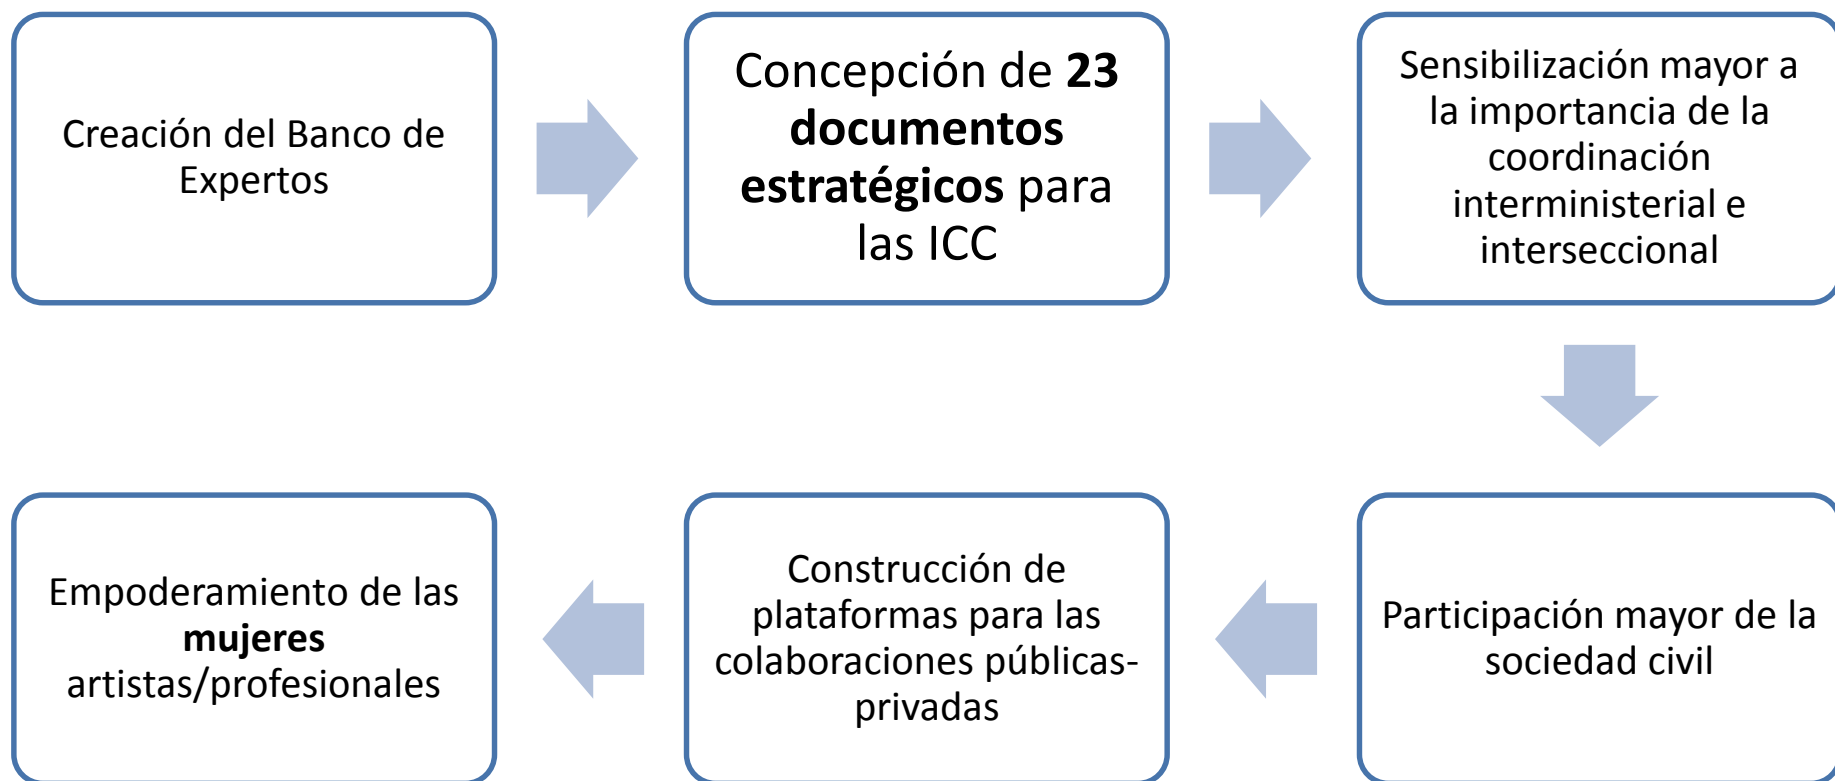 Creación del Banco de
Expertos
Concepción de 23
documentos
estratégicos para
las ICC
Sensibilización mayor a
la importancia de la
coordinación
interministerial e
interseccional
Participación mayor de la
sociedad civil
Construcción de
plataformas para las
colaboraciones públicas-
privadas
Empoderamiento de las
mujeres
artistas/profesionales